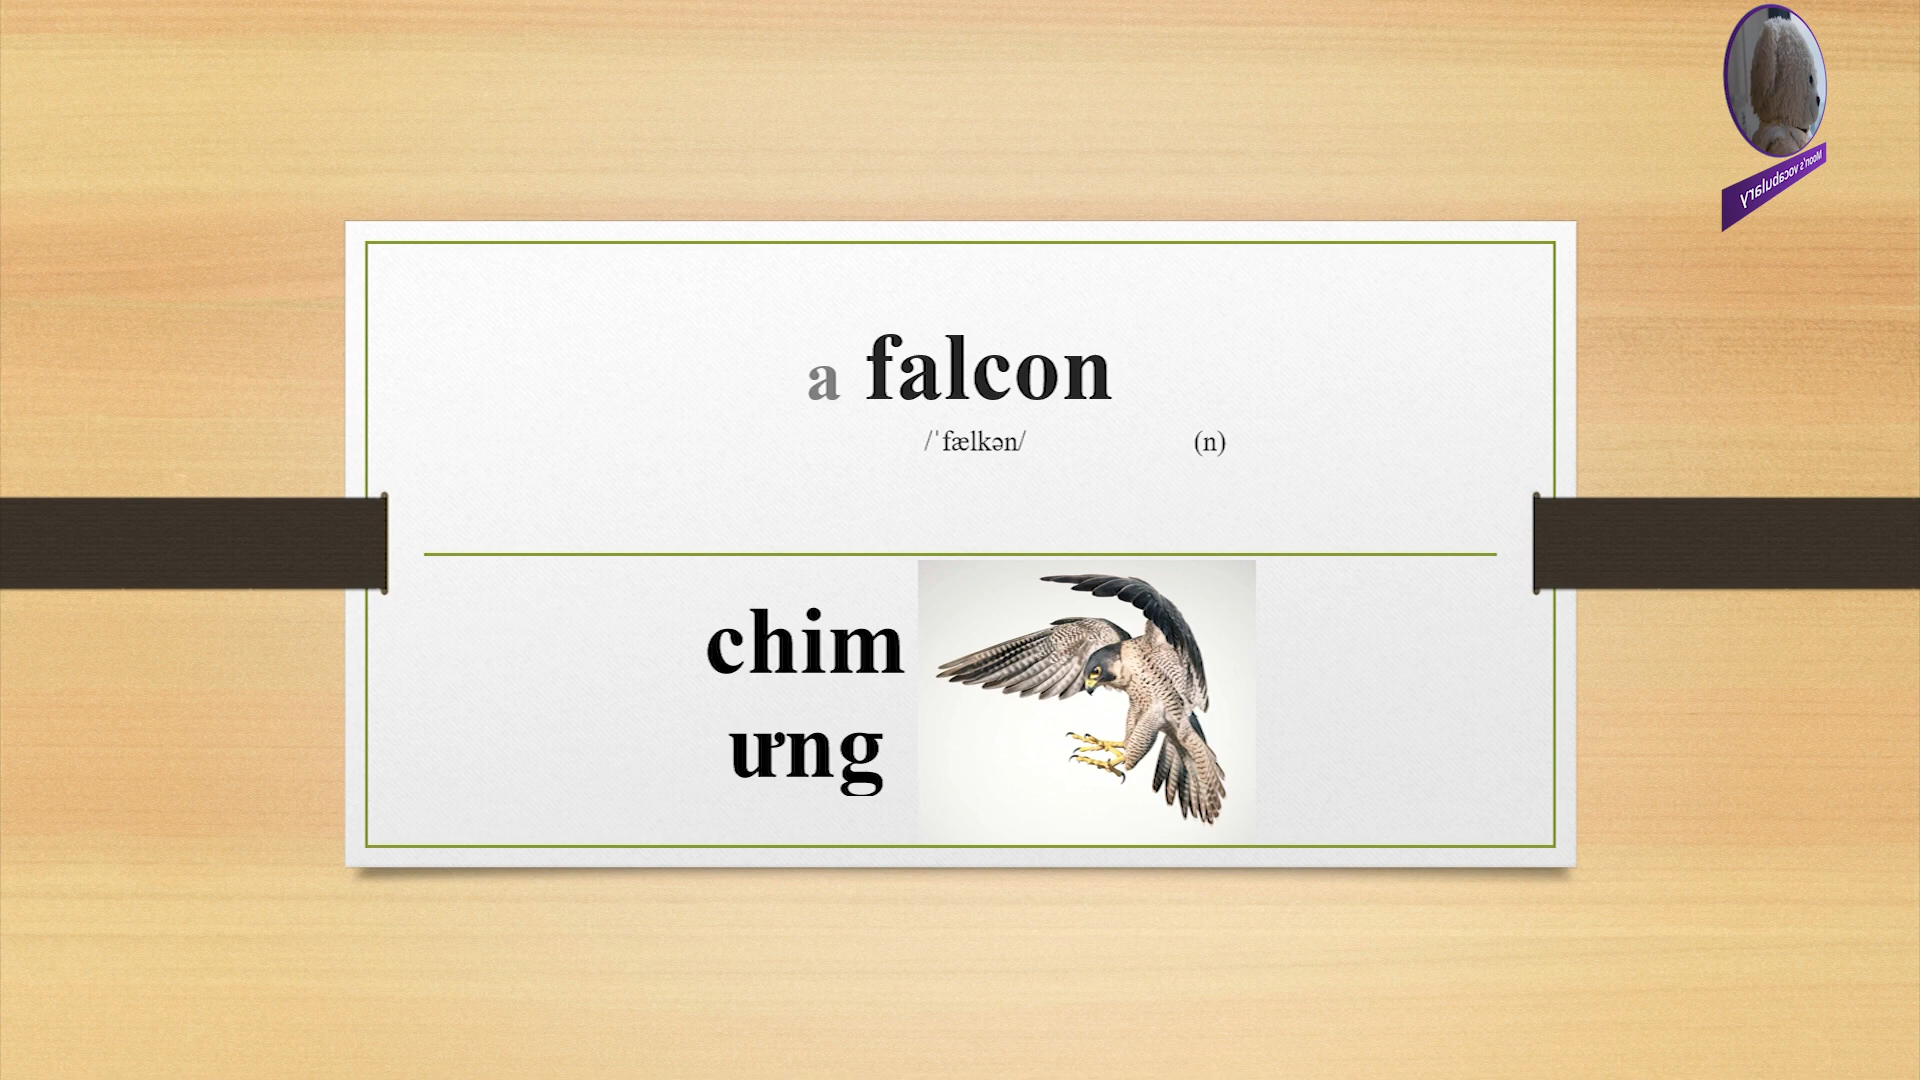 a falcon
/ˈfælkən/ (n)
chim
ưng
Moon's vocabulary